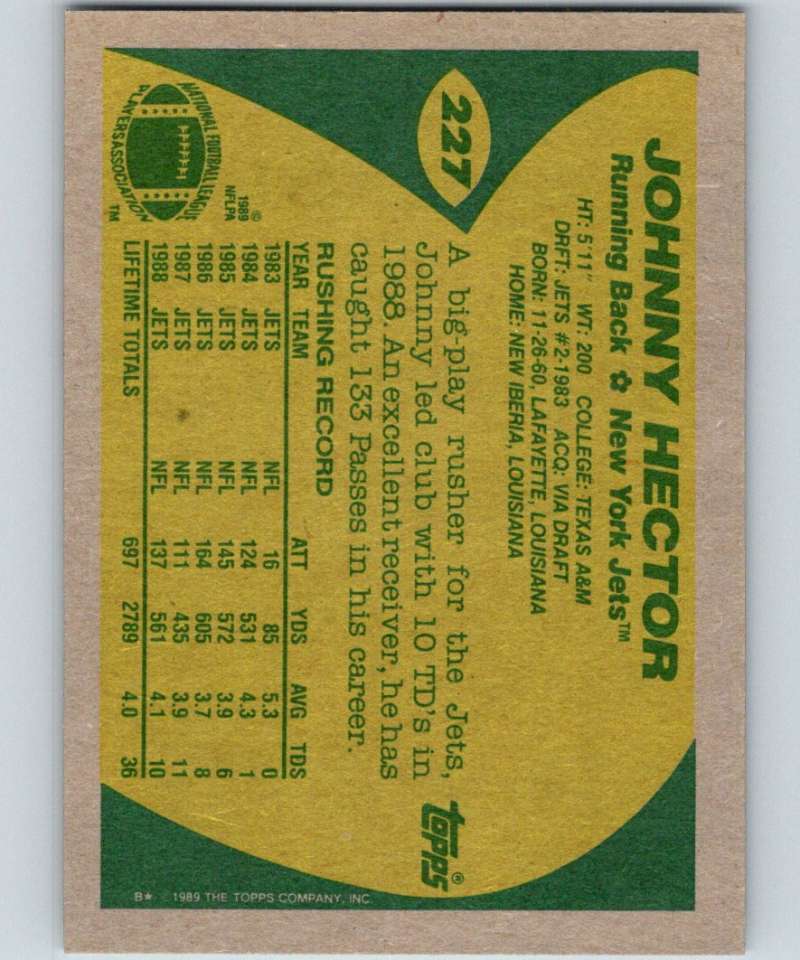 227
JOHNNY HECTOR
Running Back ✿ New York Jets™
HT: 5'11" WT: 200 COLLEGE: TEXAS A&M
DRFT: JETS #2-1983 ACQ: VIA DRAFT
BORN: 11-26-60, LAFAYETTE, LOUISIANA
HOME: NEW IBERIA, LOUISIANA
A big-play rusher for the Jets,
Johnny led club with 10 TD's in
1988. An excellent receiver, he has
caught 133 Passes in his career.
RUSHING RECORD
YEAR TEAM ATT YDS AVG TDS
1983 JETS NFL 16 85 5.3 0
1984 JETS NFL 124 531 4.3 1
1985 JETS NFL 145 572 3.9 6
1986 JETS NFL 164 605 3.7 8
1987 JETS NFL 111 435 3.9 11
1988 JETS NFL 137 561 4.1 10
LIFETIME TOTALS 697 2789 4.0 36
NATIONAL FOOTBALL LEAGUE
PLAYERS ASSOCIATION
™
©
1989
NFLPA
TOPPS®
B* ©1989 THE TOPPS COMPANY, INC.